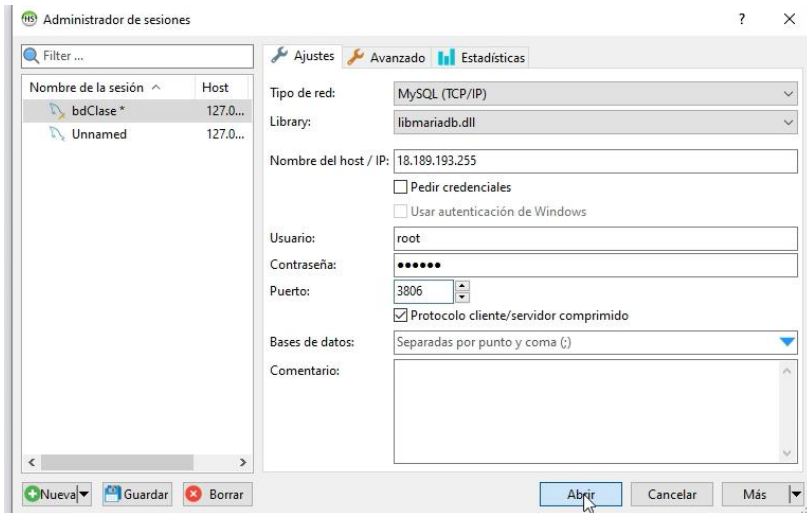 HS Administrador de sesiones ? ×
Filter ...
Nombre de la sesión Host
bdClase * 127.0...
Unnamed 127.0...
Ajustes Avanzado Estadísticas
Tipo de red: MySQL (TCP/IP)
Library: libmariadb.dll
Nombre del host / IP: 18.189.193.255
Pedir credenciales
Usar autenticación de Windows
Usuario: root
Contraseña: ●●●●●●
Puerto: 3806
Protocolo cliente/servidor comprimido
Bases de datos: Separadas por punto y coma (;)
Comentario:
Nueva Guardar Borrar Abrir Cancelar Más